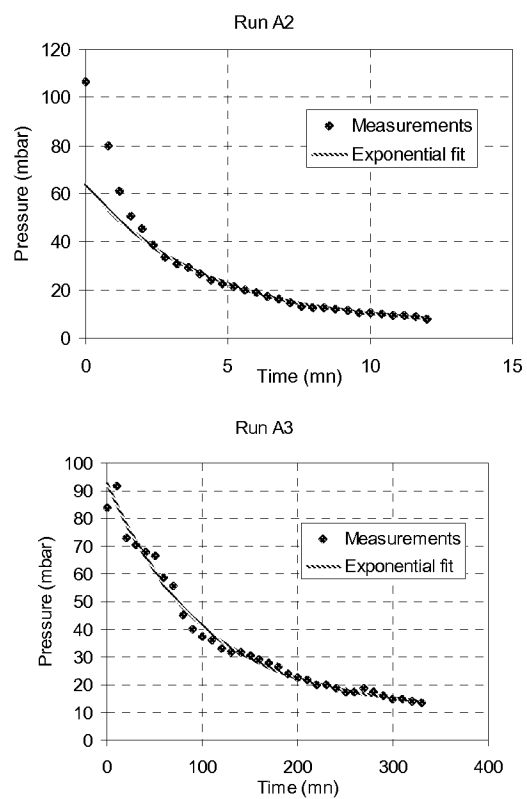 Run A2
120
100
80
60
40
20
0
Pressure (mbar)
Measurements
Exponential fit
0 5 10 15
Time (mn)
Run A3
100
90
80
70
60
50
40
30
20
10
0
Pressure (mbar)
Measurements
Exponential fit
0 100 200 300 400
Time (mn)